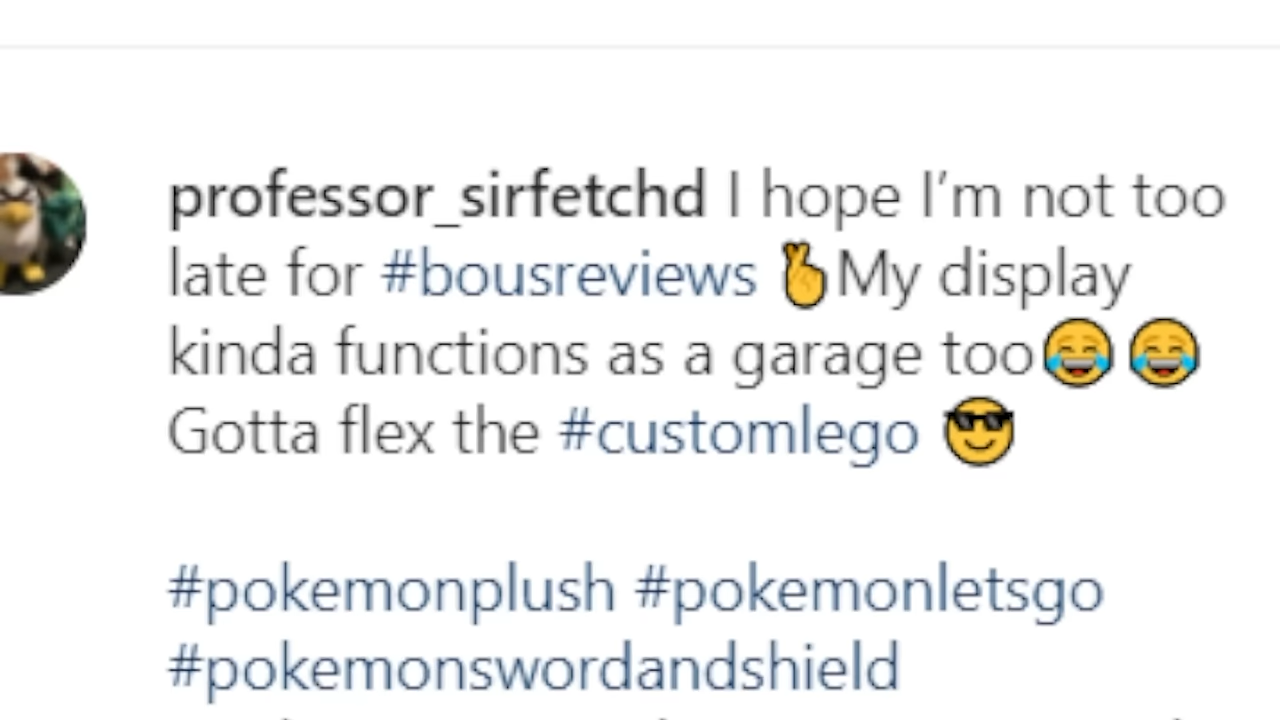 professor_sirfetchd I hope I’m not too
late for #bousreviews 🤞My display
kinda functions as a garage too😂😂
Gotta flex the #customlego 😎
#pokemonplush #pokemonletsgo
#pokemonswordandshield